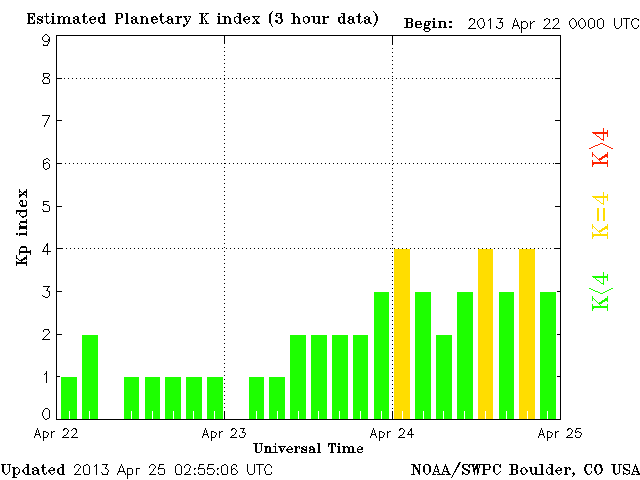 Estimated Planetary K index (3 hour data) Begin: 2013 Apr 22 0000 UTC
9
8
7
6
5
4
3
2
1
0
Kp index
K>4
K=4
K<4
Apr 22 Apr 23 Apr 24 Apr 25
Universal Time
Updated 2013 Apr 25 02:55:06 UTC NOAA/SWPC Boulder, CO USA